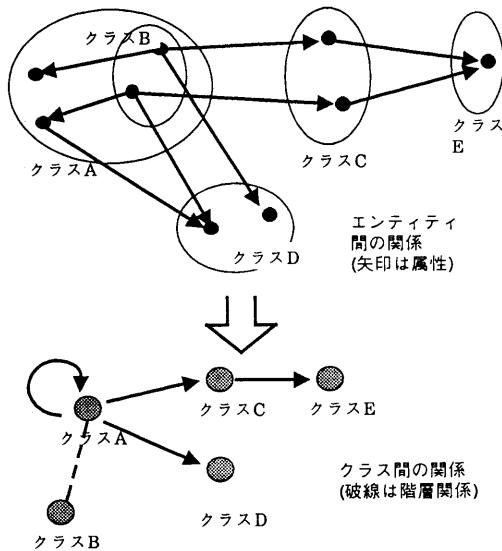 クラスB
クラス
E
クラスC
クラスA
クラスD
エンティティ
間の関係
(矢印は属性)
クラスC
クラスE
クラスA
クラスD
クラス間の関係
(破線は階層関係)
クラスB